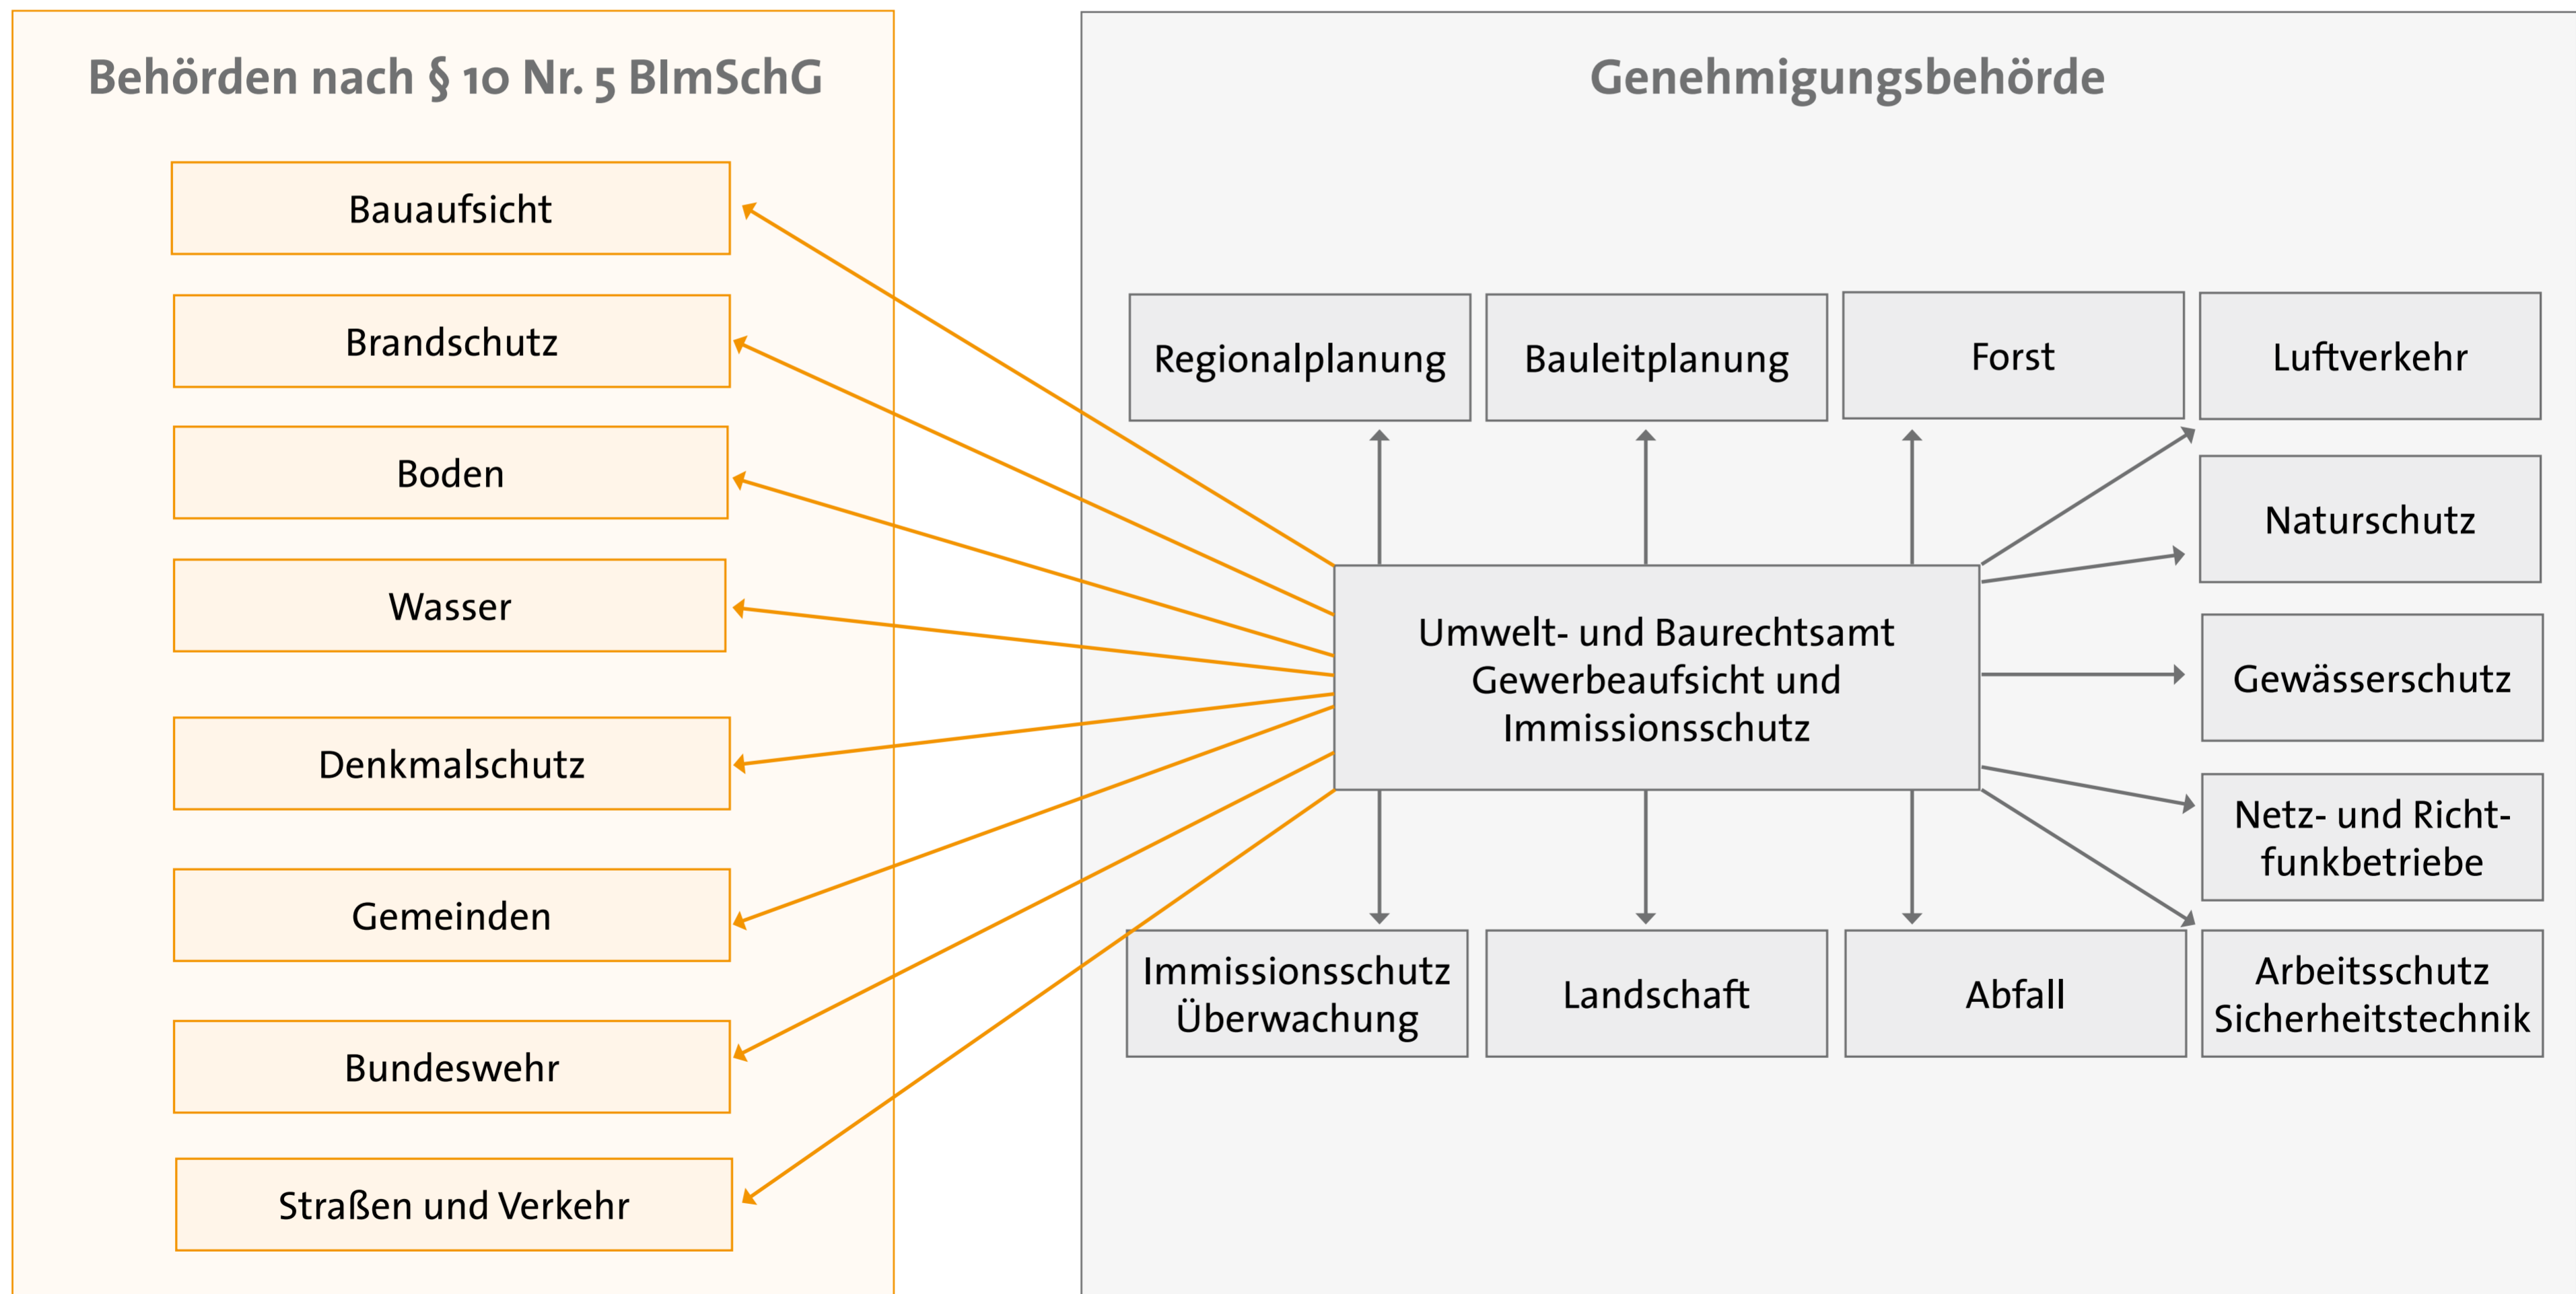 Behörden nach § 10 Nr. 5 BImSchG
Bauaufsicht
Brandschutz
Boden
Wasser
Denkmalschutz
Gemeinden
Bundeswehr
Straßen und Verkehr
Genehmigungsbehörde
Regionalplanung
Bauleitplanung
Forst
Luftverkehr
Naturschutz
Umwelt- und Baurechtsamt
Gewerbeaufsicht und
Immissionsschutz
Gewässerschutz
Netz- und Richt-
funkbetriebe
Immissionsschutz
Überwachung
Landschaft
Abfall
Arbeitsschutz
Sicherheitstechnik